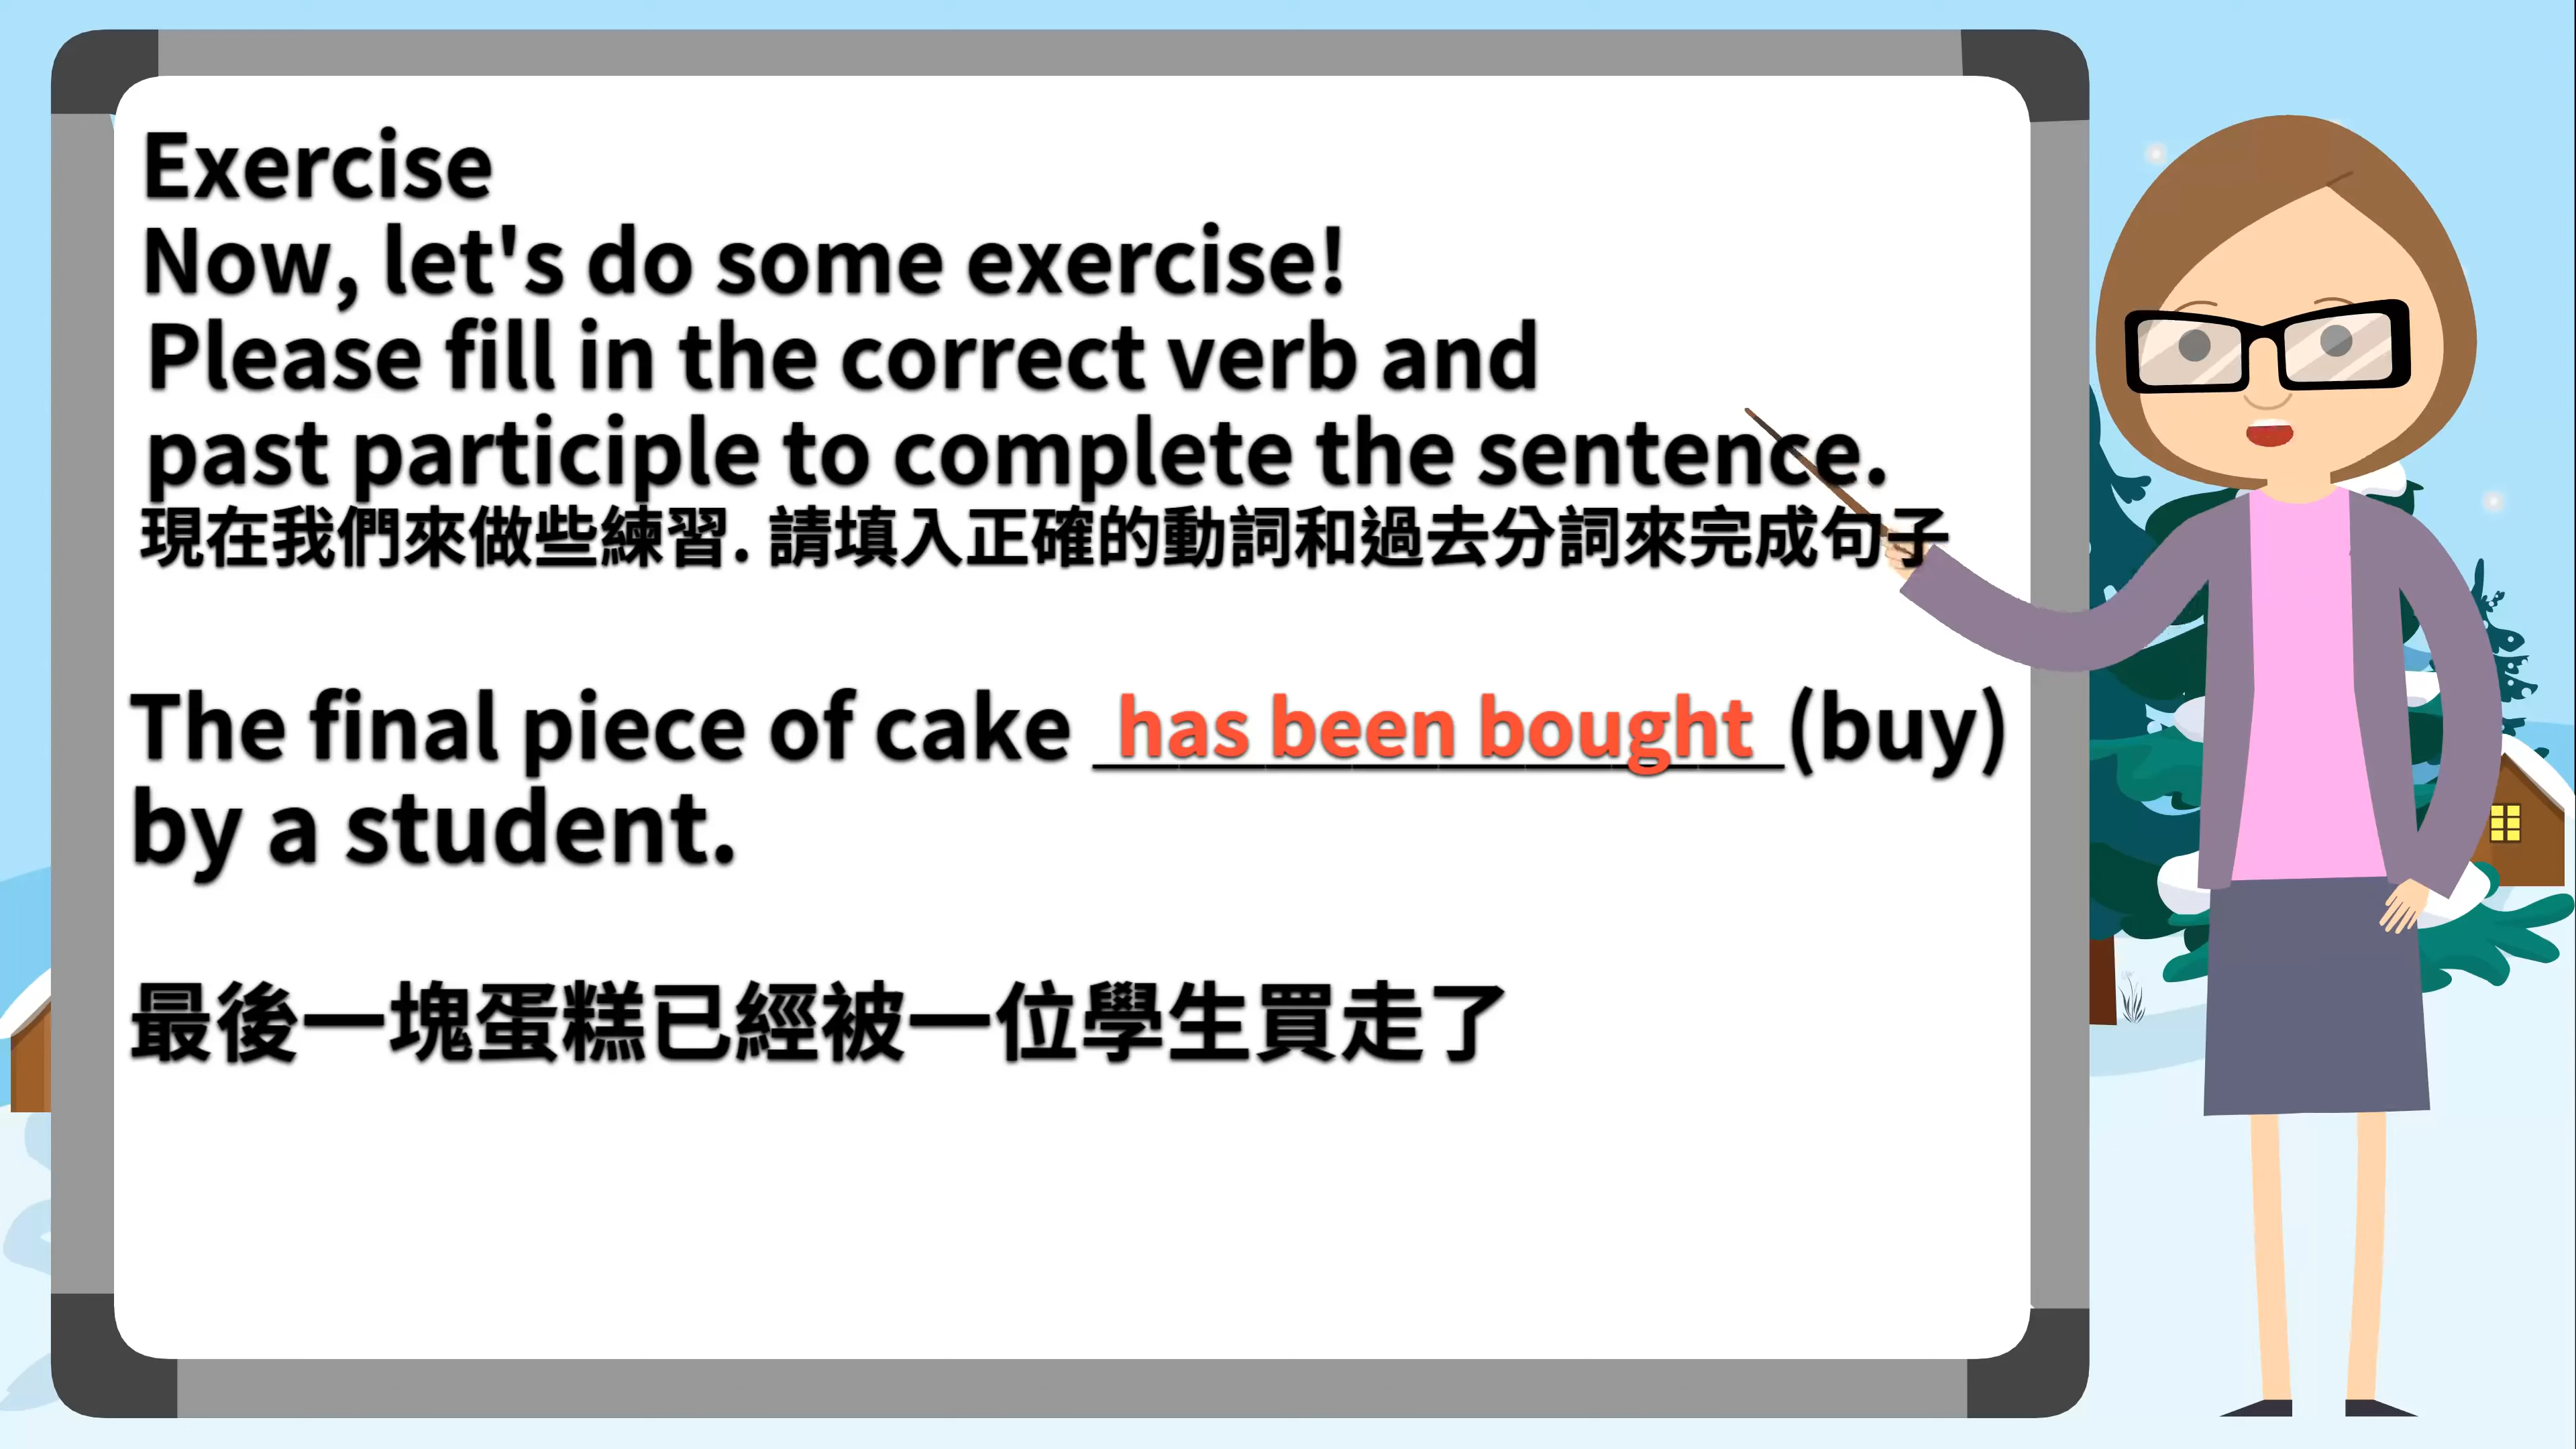 Exercise
Now, let's do some exercise!
Please fill in the correct verb and
past participle to complete the sentence.
現在我們來做些練習. 請填入正確的動詞和過去分詞來完成句子
The final piece of cake has been bought (buy)
by a student.
最後一塊蛋糕已經被一位學生買走了